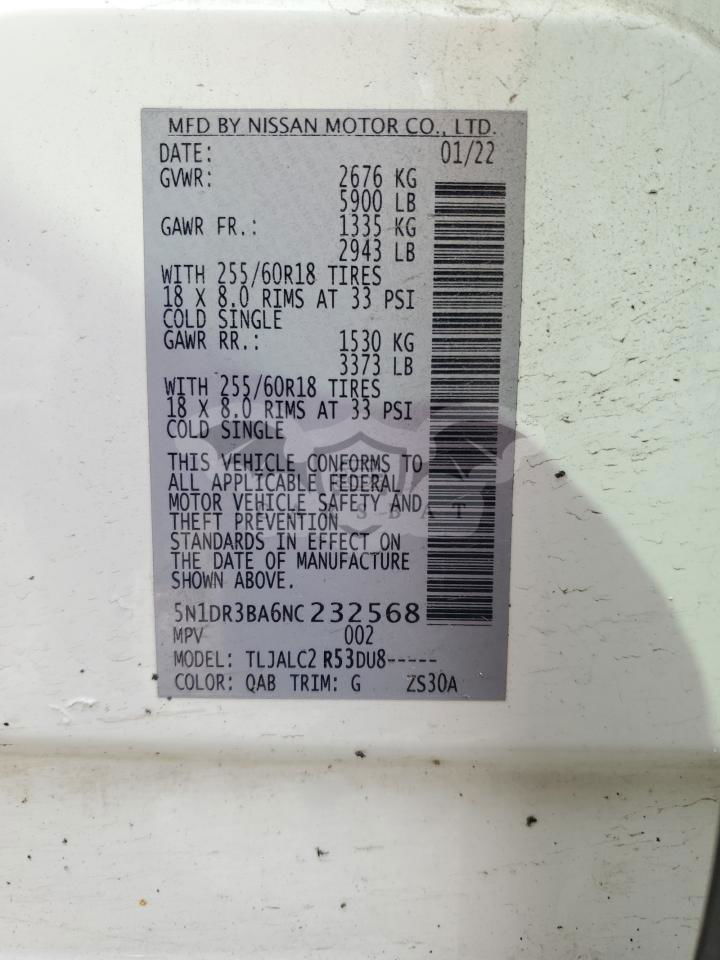 MFD BY NISSAN MOTOR CO., LTD.
DATE: 01/22
GVWR: 2676 KG
5900 LB
GAWR FR.: 1335 KG
2943 LB
WITH 255/60R18 TIRES
18 X 8.0 RIMS AT 33 PSI
COLD SINGLE
GAWR RR.: 1530 KG
3373 LB
WITH 255/60R18 TIRES
18 X 8.0 RIMS AT 33 PSI
COLD SINGLE
THIS VEHICLE CONFORMS TO
ALL APPLICABLE FEDERAL
MOTOR VEHICLE SAFETY AND
THEFT PREVENTION
STANDARDS IN EFFECT ON
THE DATE OF MANUFACTURE
SHOWN ABOVE.
5N1DR3BA6NC232568
MPV 002
MODEL: TLJALC2 R53DU8-----
COLOR: QAB TRIM: G ZS30A